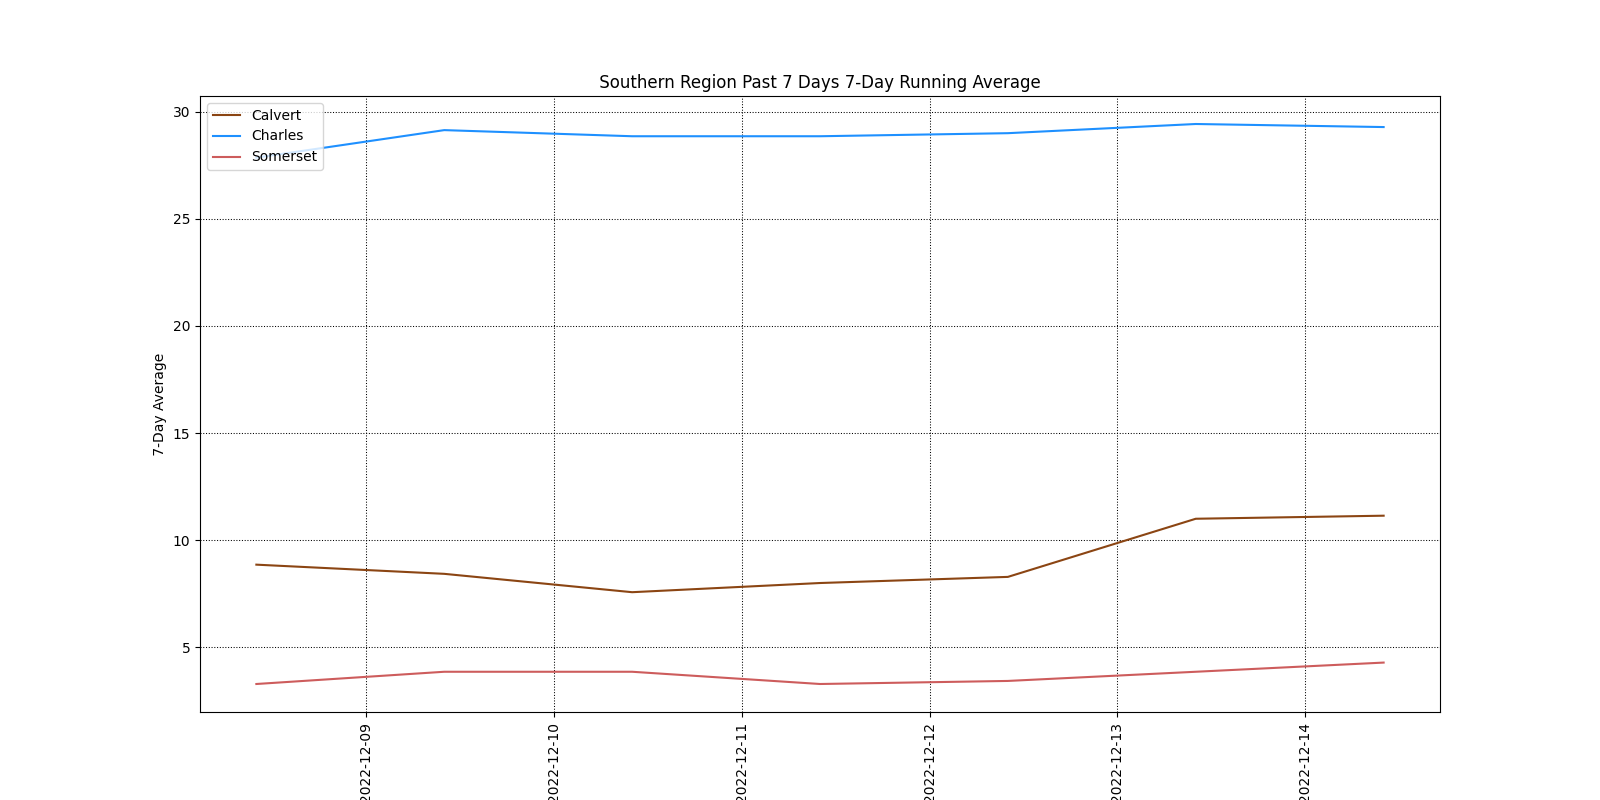 Southern Region Past 7 Days 7-Day Running Average
Calvert
Charles
Somerset
7-Day Average
30
25
20
15
10
5
2022-12-09
2022-12-10
2022-12-11
2022-12-12
2022-12-13
2022-12-14